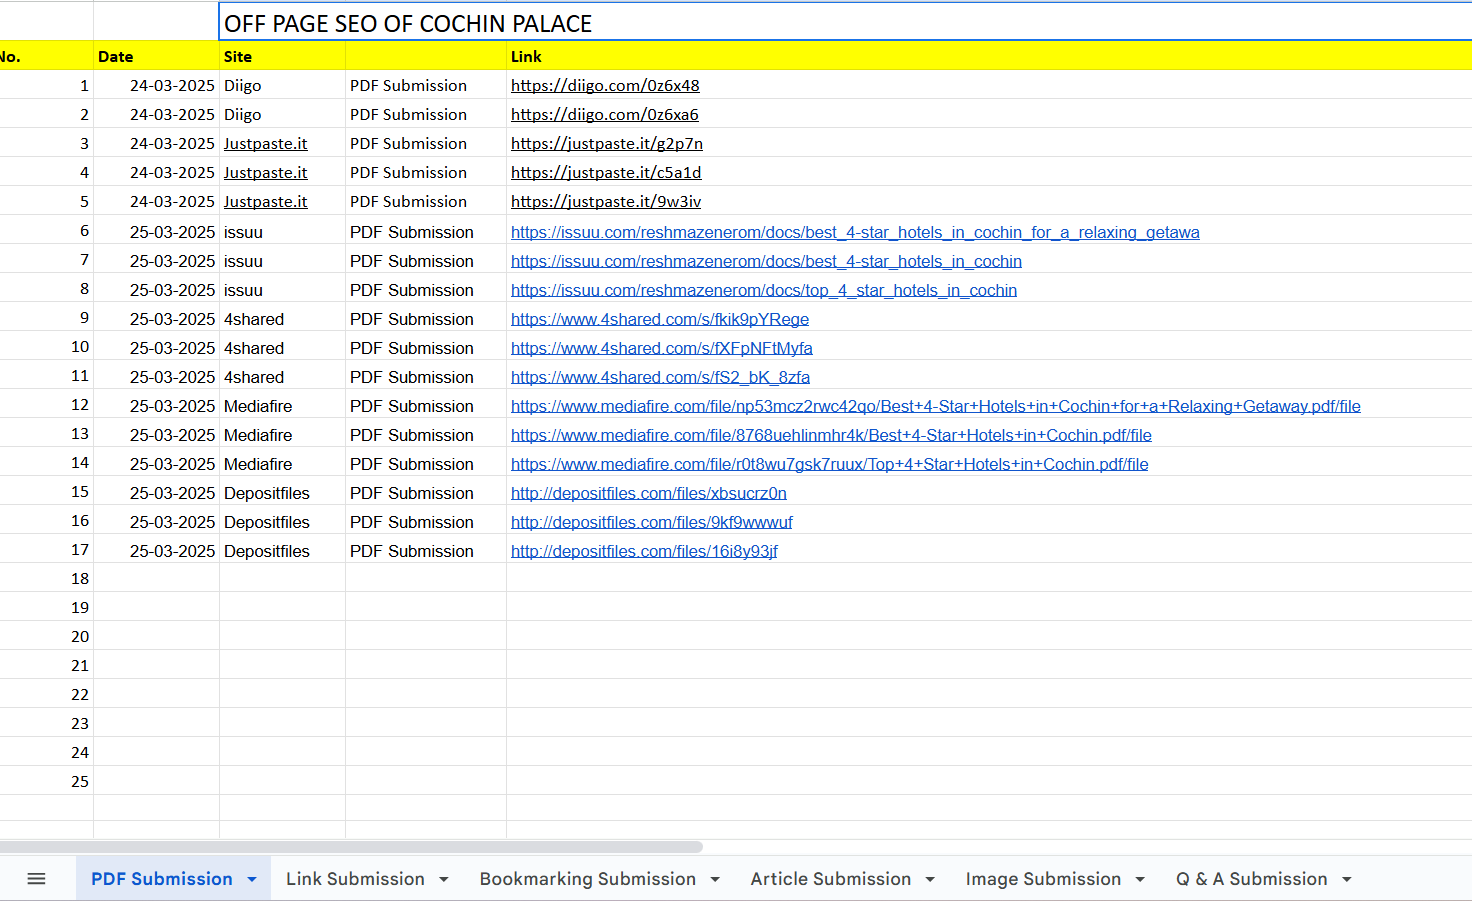 OFF PAGE SEO OF COCHIN PALACE
No. Date Site Link
1 24-03-2025 Diigo PDF Submission https://diigo.com/0z6x48
2 24-03-2025 Diigo PDF Submission https://diigo.com/0z6xa6
3 24-03-2025 Justpaste.it PDF Submission https://justpaste.it/g2p7n
4 24-03-2025 Justpaste.it PDF Submission https://justpaste.it/c5a1d
5 24-03-2025 Justpaste.it PDF Submission https://justpaste.it/9w3iv
6 25-03-2025 issuu PDF Submission https://issuu.com/reshmazenerom/docs/best_4-star_hotels_in_cochin_for_a_relaxing_getawa
7 25-03-2025 issuu PDF Submission https://issuu.com/reshmazenerom/docs/best_4-star_hotels_in_cochin
8 25-03-2025 issuu PDF Submission https://issuu.com/reshmazenerom/docs/top_4_star_hotels_in_cochin
9 25-03-2025 4shared PDF Submission https://www.4shared.com/s/fkik9pYRege
10 25-03-2025 4shared PDF Submission https://www.4shared.com/s/fXFpNFtMyfa
11 25-03-2025 4shared PDF Submission https://www.4shared.com/s/fS2_bK_8zfa
12 25-03-2025 Mediafire PDF Submission https://www.mediafire.com/file/np53mcz2rwc42qo/Best+4-Star+Hotels+in+Cochin+for+a+Relaxing+Getaway.pdf/file
13 25-03-2025 Mediafire PDF Submission https://www.mediafire.com/file/8768uehlinmhr4k/Best+4-Star+Hotels+in+Cochin.pdf/file
14 25-03-2025 Mediafire PDF Submission https://www.mediafire.com/file/r0t8wu7gsk7ruux/Top+4+Star+Hotels+in+Cochin.pdf/file
15 25-03-2025 Depositfiles PDF Submission http://depositfiles.com/files/xbsucrz0n
16 25-03-2025 Depositfiles PDF Submission http://depositfiles.com/files/9kf9wwwuf
17 25-03-2025 Depositfiles PDF Submission http://depositfiles.com/files/16i8y93jf
18
19
20
21
22
23
24
25
PDF Submission Link Submission Bookmarking Submission Article Submission Image Submission Q & A Submission